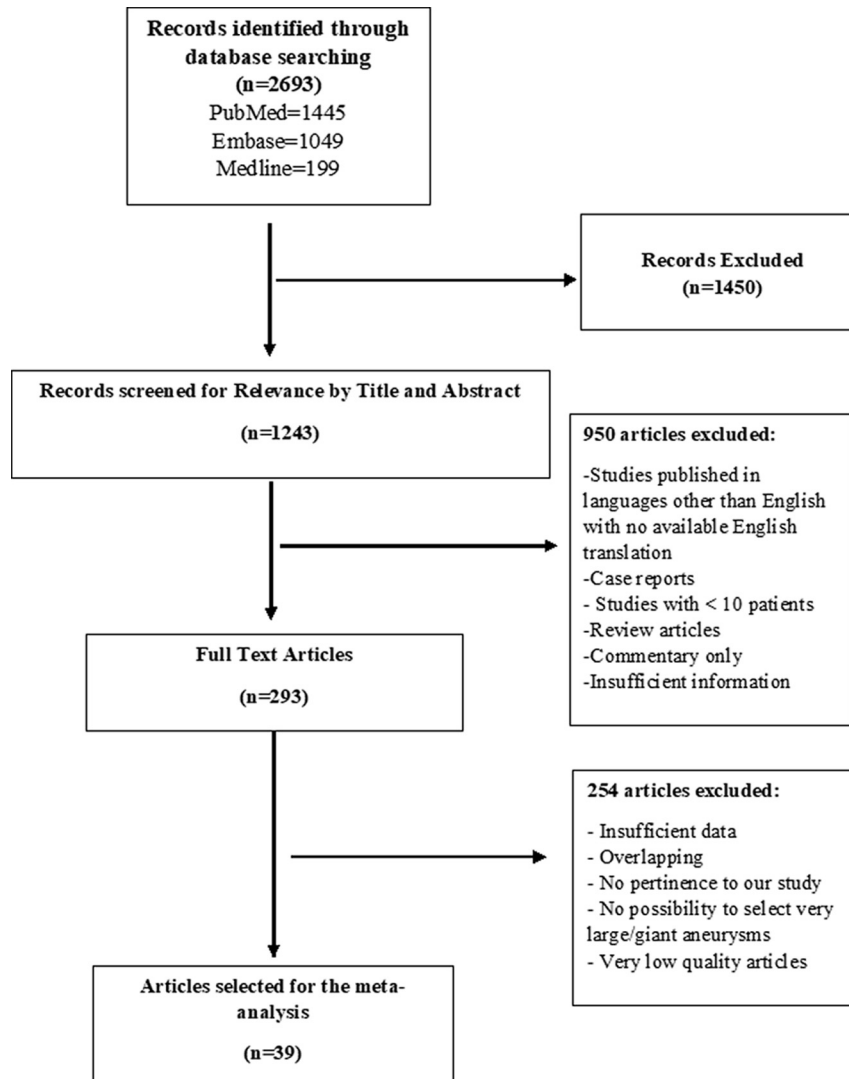 Records identified through
database searching
(n=2693)
PubMed=1445
Embase=1049
Medline=199
Records Excluded
(n=1450)
Records screened for Relevance by Title and Abstract
(n=1243)
950 articles excluded:
-Studies published in
languages other than English
with no available English
translation
-Case reports
- Studies with < 10 patients
-Review articles
-Commentary only
-Insufficient information
Full Text Articles
(n=293)
254 articles excluded:
- Insufficient data
- Overlapping
- No pertinence to our study
- No possibility to select very
large/giant aneurysms
- Very low quality articles
Articles selected for the meta-
analysis
(n=39)